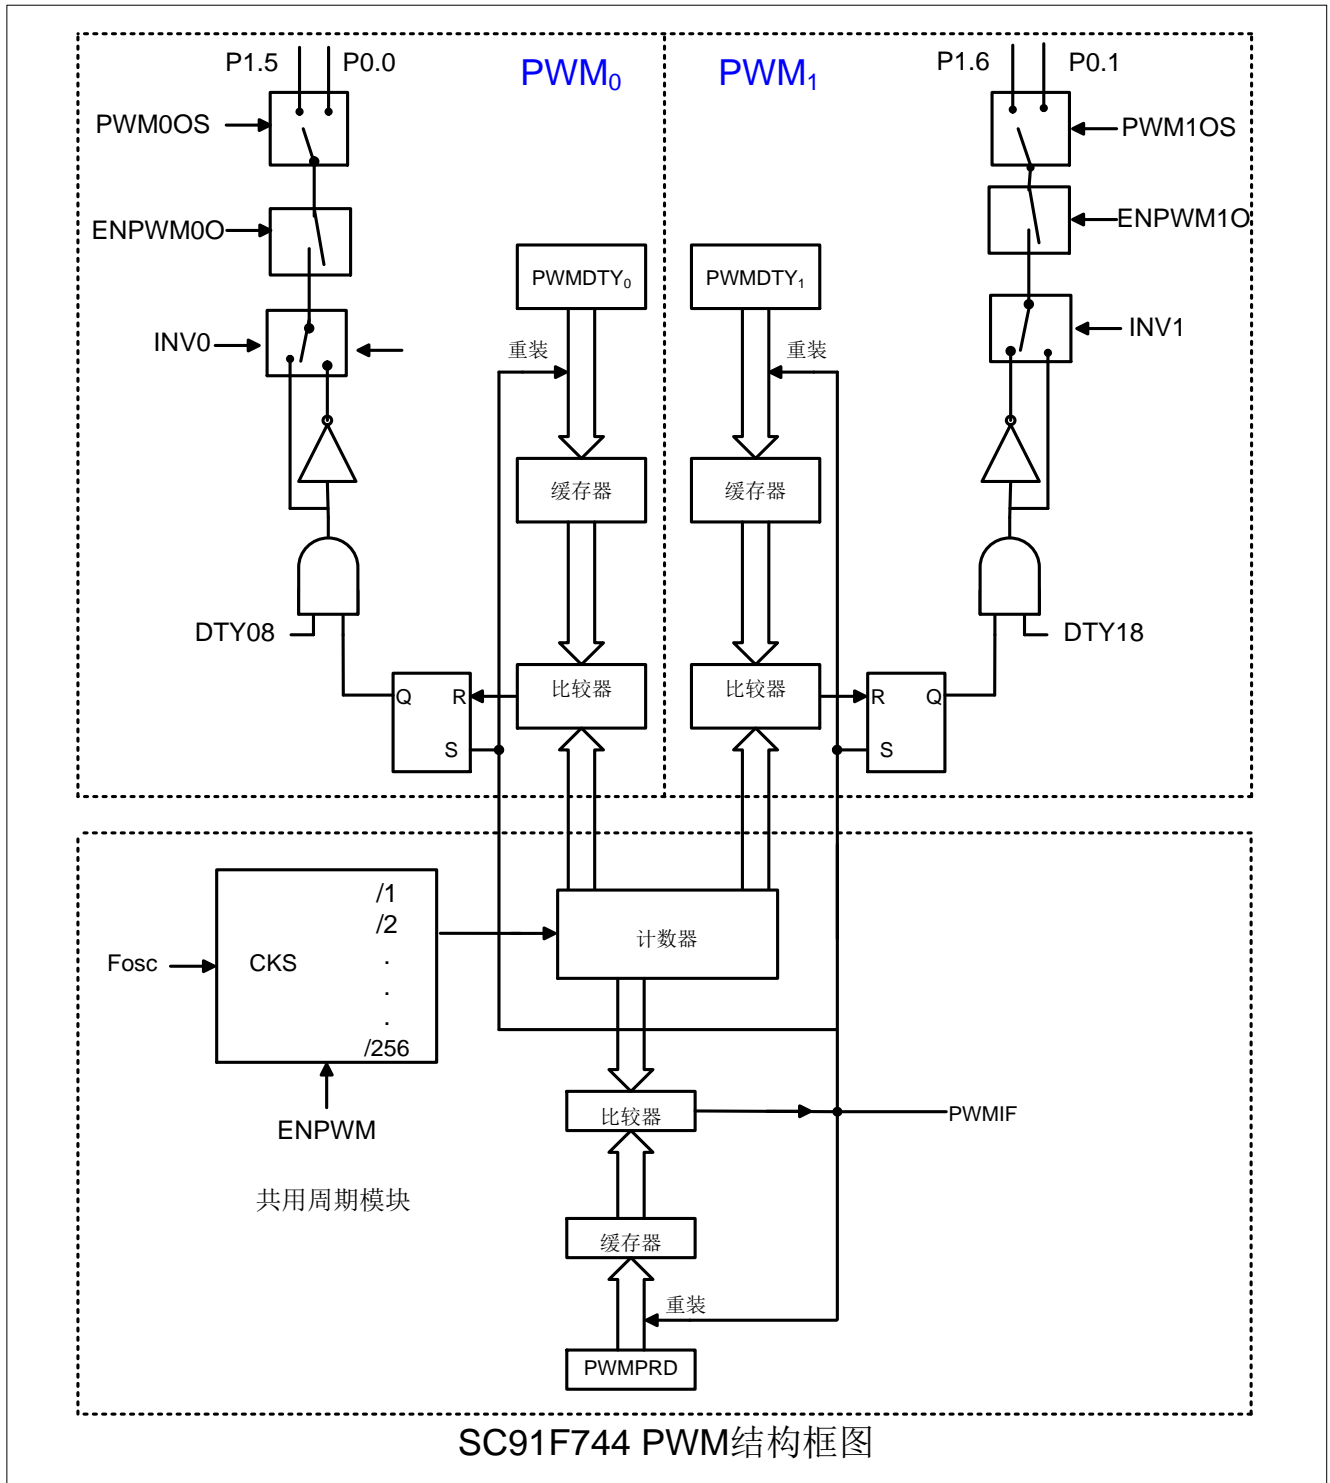 P1.5 P0.0 PWM0 PWM1 P1.6 P0.1
PWM0OS PWM1OS
ENPWM0O ENPWM1O
PWMDTY0 PWMDTY1
INV0 重装 重装 INV1
缓存器 缓存器
DTY08 DTY18
Q R 比较器 比较器 R Q
S S
/1
/2
计数器
Fosc CKS .
.
.
/256
比较器 PWMIF
ENPWM
共用周期模块
缓存器
重装
PWMPRD
SC91F744 PWM结构框图